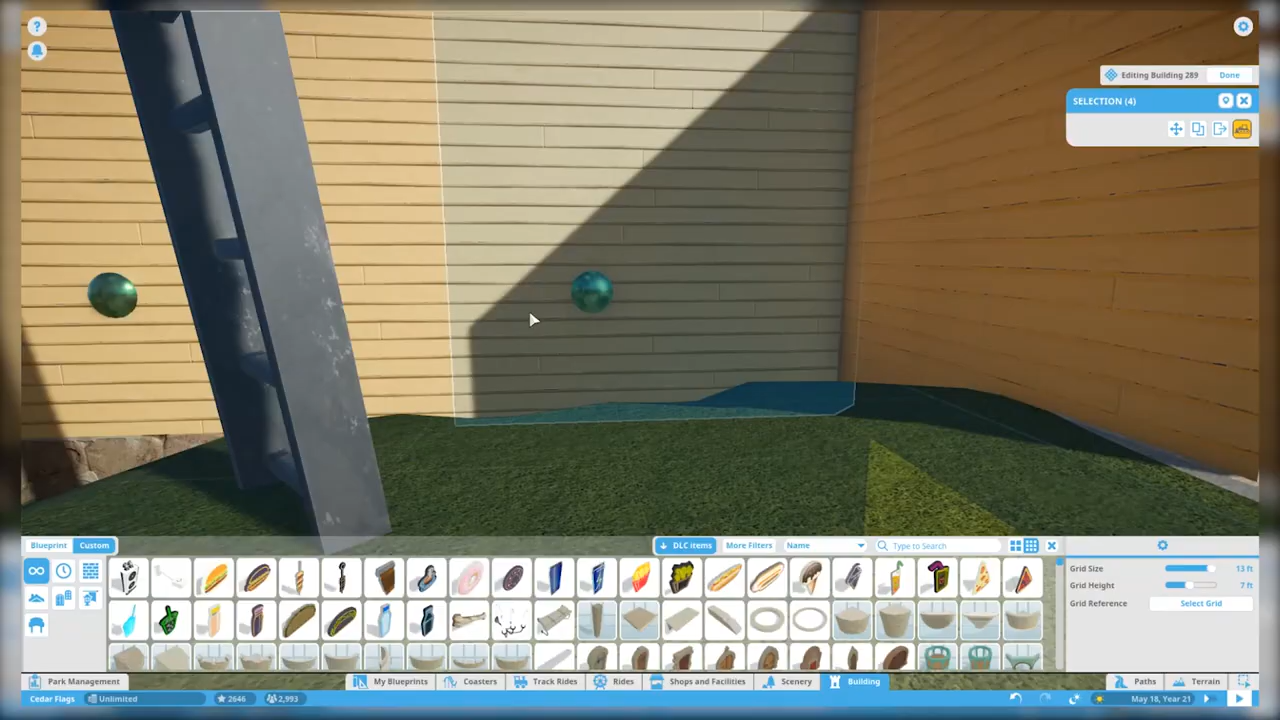 Editing Building 289
Done
SELECTION (4)
Blueprint
Custom
DLC items
More Filters
Name
Type to Search
Grid Size
13 ft
Grid Height
7 ft
Grid Reference
Select Grid
Park Management
My Blueprints
Coasters
Track Rides
Rides
Shops and Facilities
Scenery
Building
Paths
Terrain
Cedar Flags
Unlimited
2646
2,993
May 18, Year 21